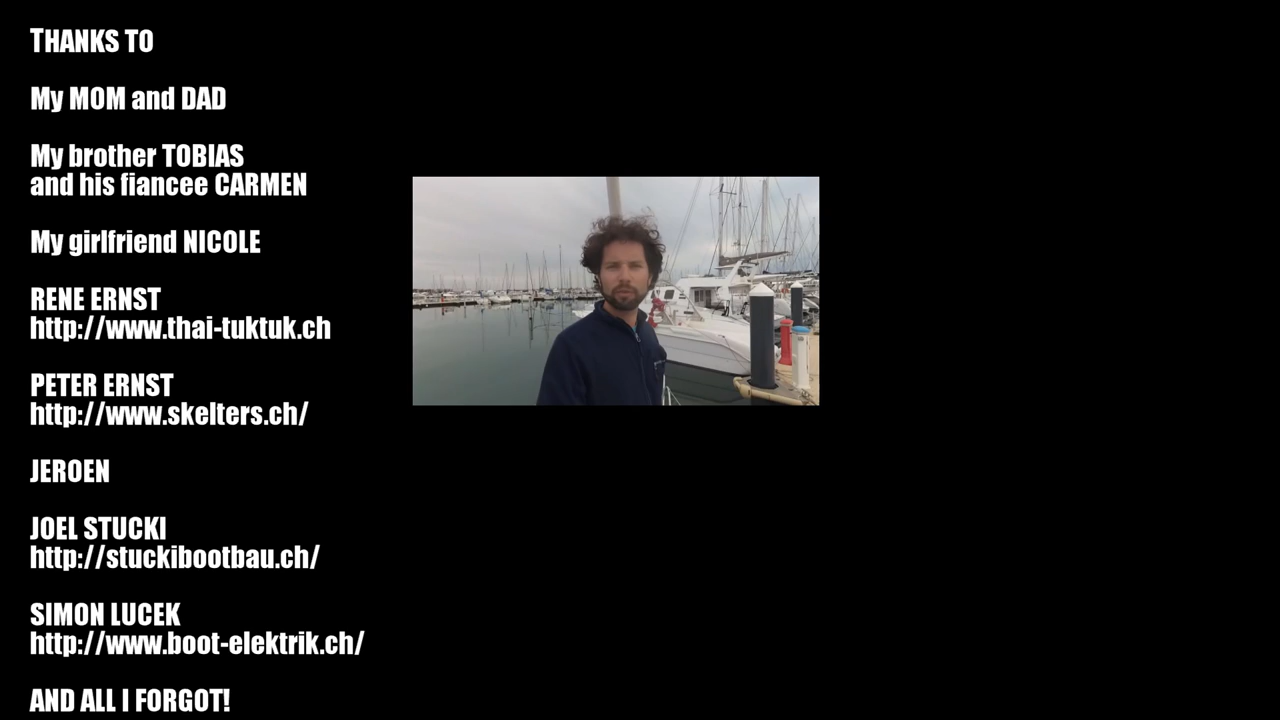 THANKS TO
My MOM and DAD
My brother TOBIAS
and his fiancee CARMEN
My girlfriend NICOLE
RENE ERNST
http://www.thai-tuktuk.ch
PETER ERNST
http://www.skelters.ch/
JEROEN
JOEL STUCKI
http://stuckibootbau.ch/
SIMON LUCEK
http://www.boot-elektrik.ch/
AND ALL I FORGOT!